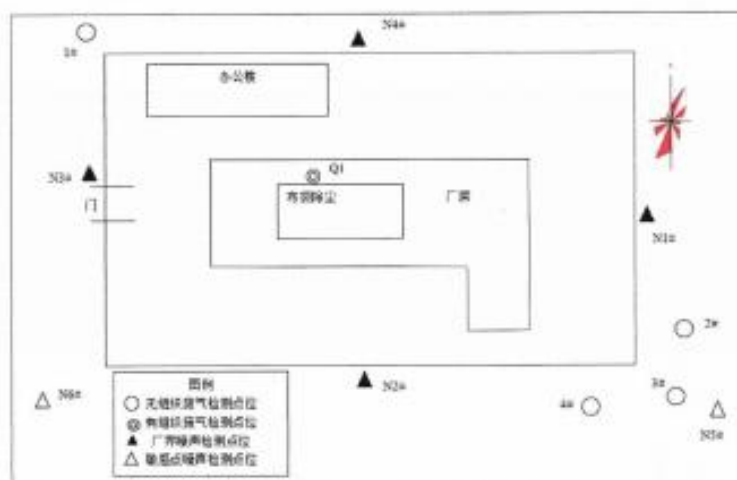 N4#
1#
办公楼
Q1
N3#
布袋除尘
厂房
门
N1#
2#
N2#
图例
3#
N6#
无组织废气检测点位
4#
有组织废气检测点位
N5#
厂界噪声检测点位
敏感点噪声检测点位